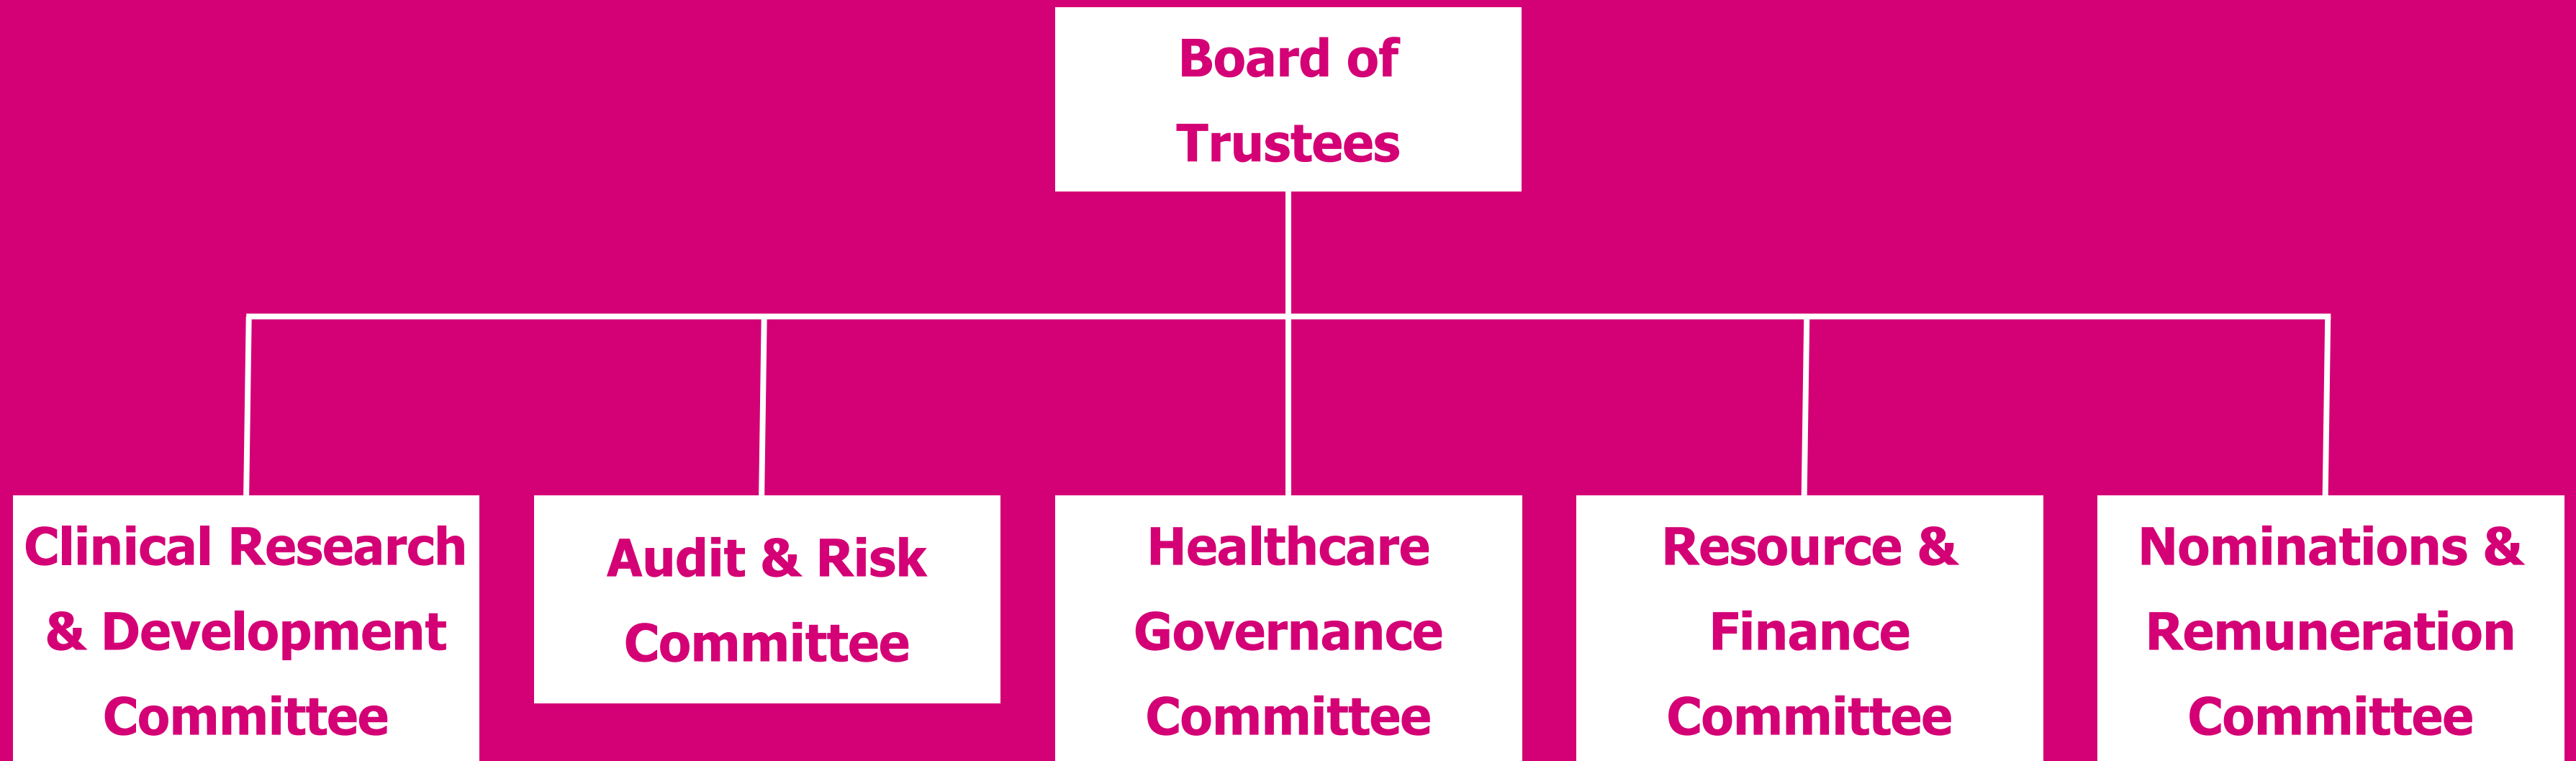 Board of
Trustees
Clinical Research
& Development
Committee
Audit & Risk
Committee
Healthcare
Governance
Committee
Resource &
Finance
Committee
Nominations &
Remuneration
Committee